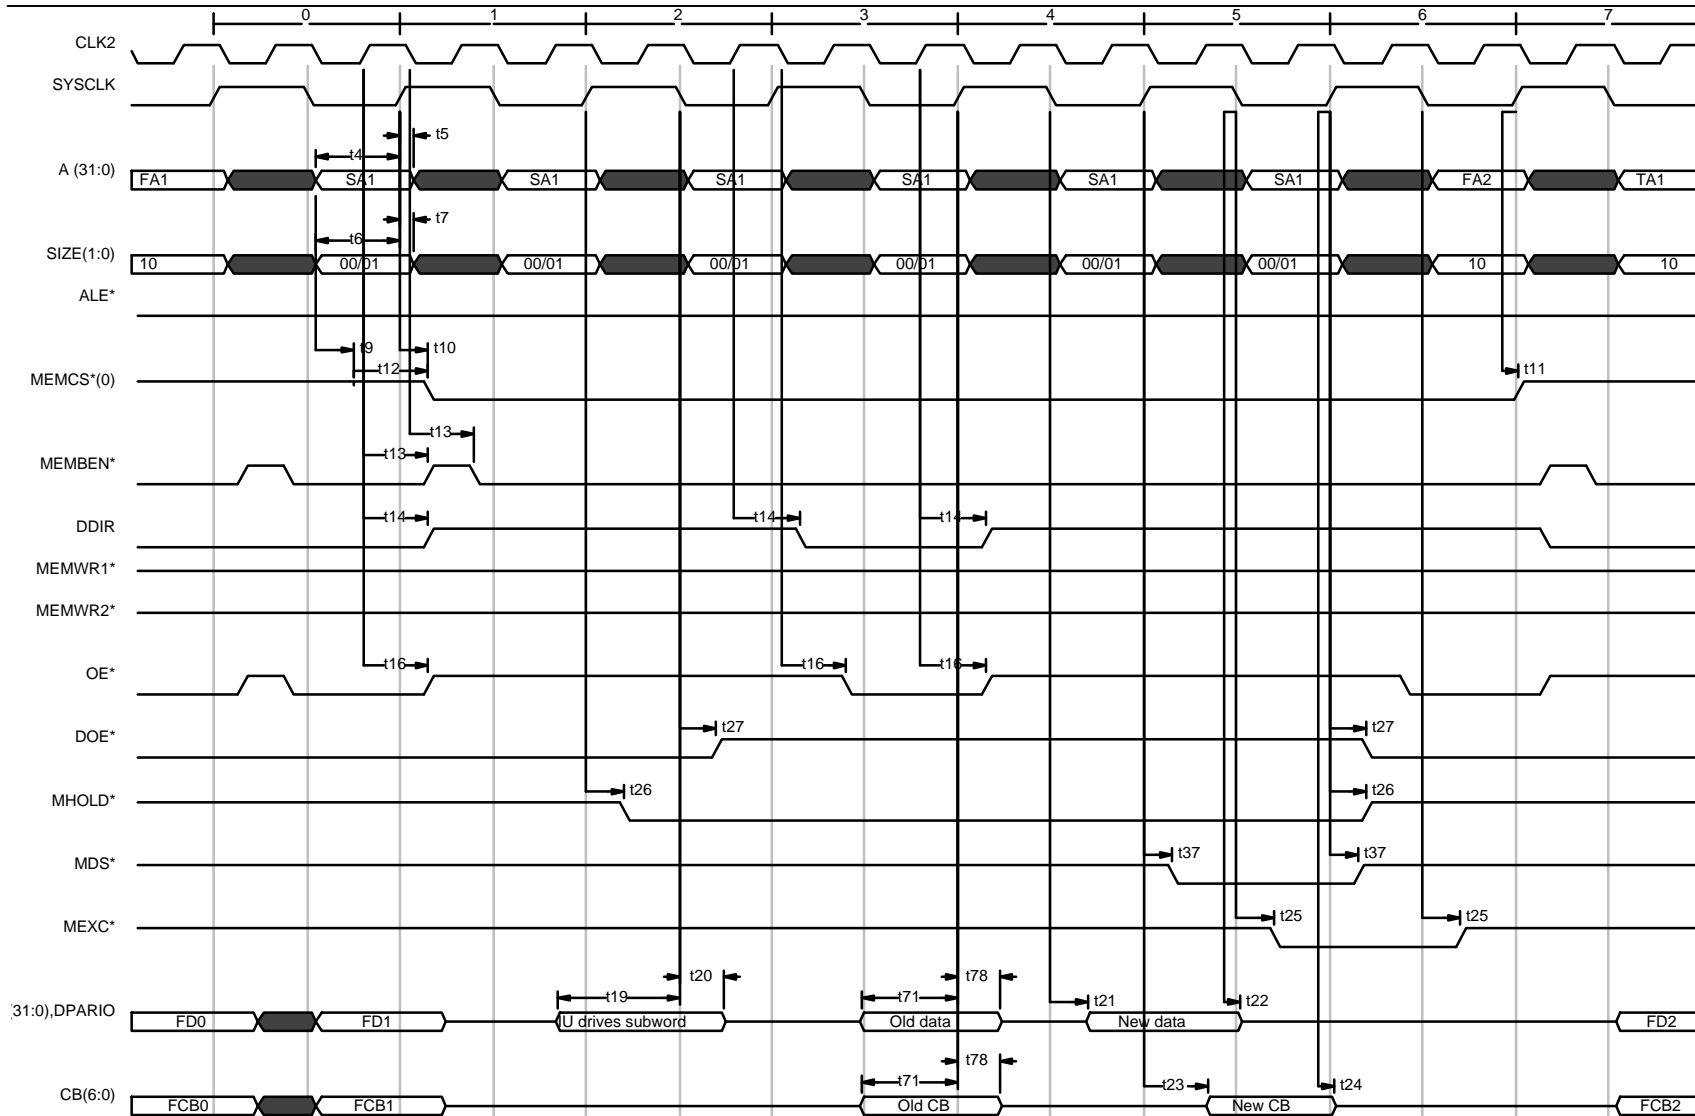 0 1 2 3 4 5 6 7
CLK2
SYSCLK
t5
t4
A (31:0) FA1 SA1 SA1 SA1 SA1 SA1 SA1 FA2 TA1
t7
t6
SIZE(1:0) 10 00/01 00/01 00/01 00/01 00/01 00/01 10 10
ALE*
t9 t10
t12 t11
MEMCS*(0)
t13
t13
MEMBEN*
t14 t14 t14
DDIR
MEMWR1*
MEMWR2*
t16 t16 t16
OE*
t27 t27
DOE*
t26 t26
MHOLD*
t37 t37
MDS*
t25 t25
MEXC*
t20 t78
t19 t71 t21 t22
(31:0),DPARIO FD0 FD1 IU drives subword Old data New data FD2
t78
t71 t23 t24
CB(6:0) FCB0 FCB1 Old CB New CB FCB2